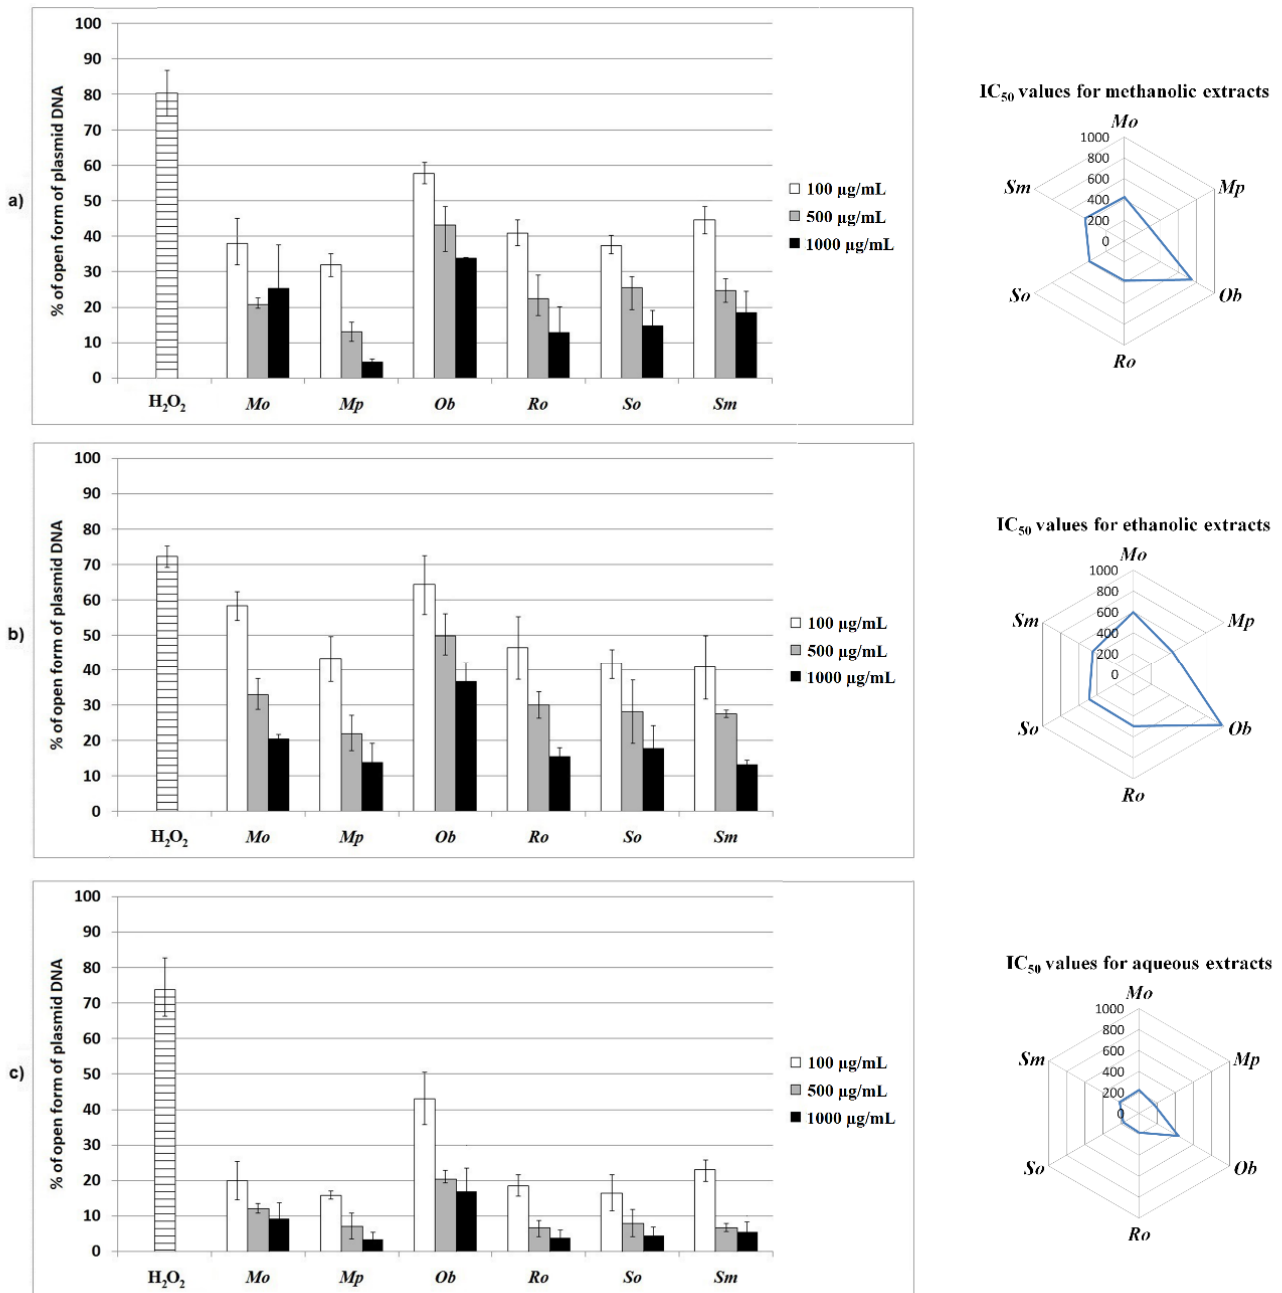 a)
% of open form of plasmid DNA
100
90
80
70
60
50
40
30
20
10
0
H₂O₂ Mo Mp Ob Ro So Sm
100 µg/mL
500 µg/mL
1000 µg/mL
IC₅₀ values for methanolic extracts
Mo
Mp
Ob
Ro
So
Sm
1000
800
600
400
200
0
b)
% of open form of plasmid DNA
100
90
80
70
60
50
40
30
20
10
0
H₂O₂ Mo Mp Ob Ro So Sm
100 µg/mL
500 µg/mL
1000 µg/mL
IC₅₀ values for ethanolic extracts
Mo
Mp
Ob
Ro
So
Sm
1000
800
600
400
200
0
c)
% of open form of plasmid DNA
100
90
80
70
60
50
40
30
20
10
0
H₂O₂ Mo Mp Ob Ro So Sm
100 µg/mL
500 µg/mL
1000 µg/mL
IC₅₀ values for aqueous extracts
Mo
Mp
Ob
Ro
So
Sm
1000
800
600
400
200
0